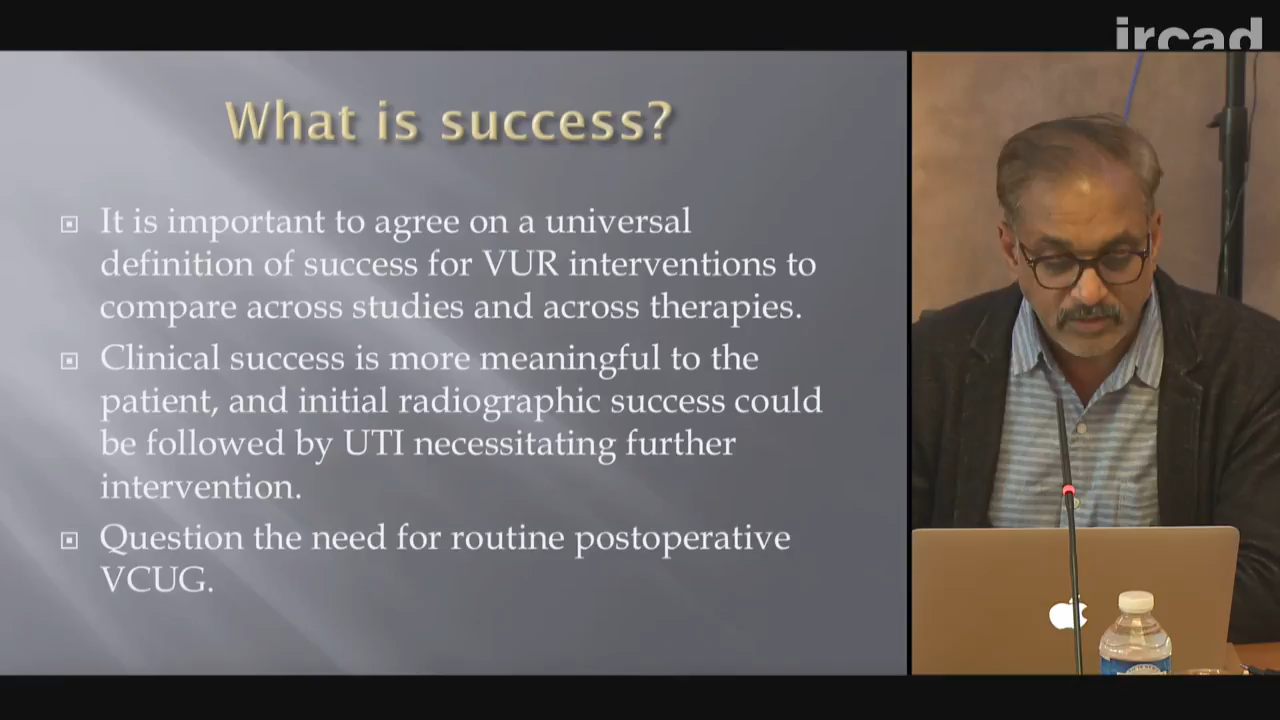 ircad
What is success?
It is important to agree on a universal
definition of success for VUR interventions to
compare across studies and across therapies.
Clinical success is more meaningful to the
patient, and initial radiographic success could
be followed by UTI necessitating further
intervention.
Question the need for routine postoperative
VCUG.